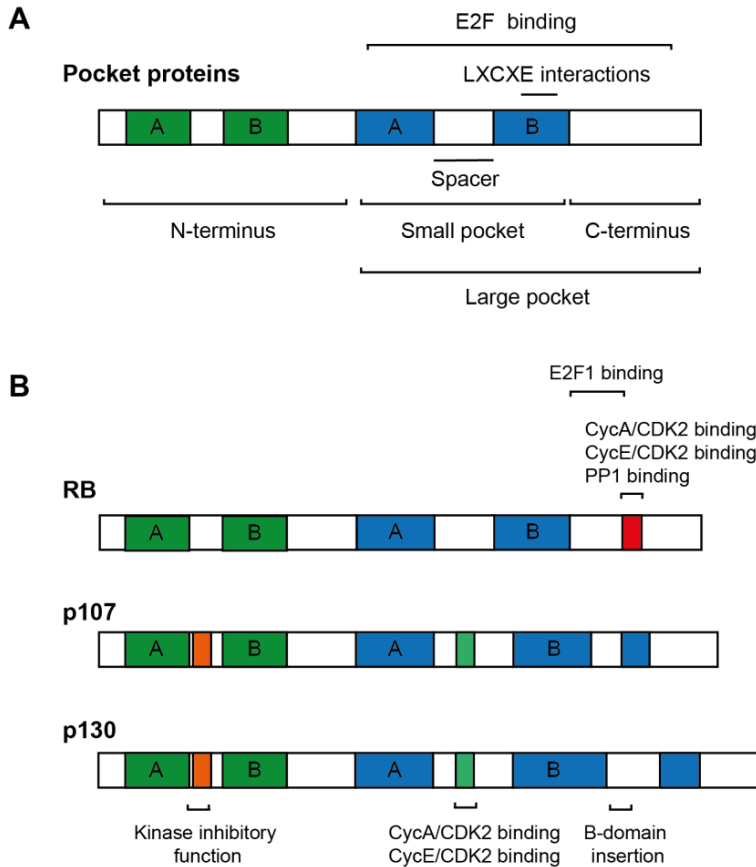 A
E2F binding
Pocket proteins
LXCXE interactions
A B A B
Spacer
N-terminus Small pocket C-terminus
Large pocket
B
E2F1 binding
CycA/CDK2 binding
CycE/CDK2 binding
PP1 binding
RB
A B A B
p107
A B A B
p130
A B A B
Kinase inhibitory
function
CycA/CDK2 binding
CycE/CDK2 binding
B-domain
insertion